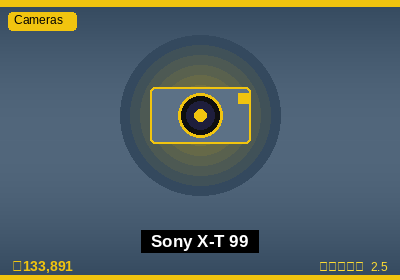 Cameras
Sony X-T 99
□133,891
□□□□□ 2.5